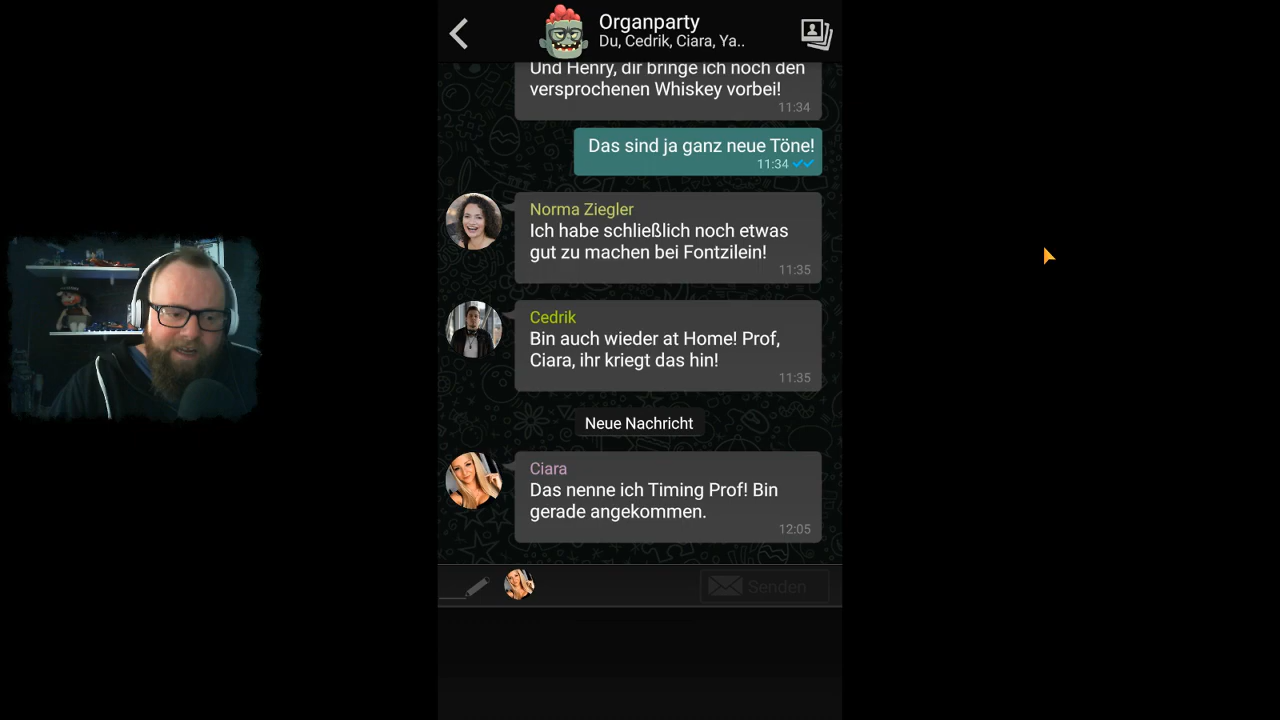 Organparty
Du, Cedrik, Ciara, Ya..
Und Henry, dir bringe ich noch den
versprochenen Whiskey vorbei!
11:34
Das sind ja ganz neue Töne!
11:34
Norma Ziegler
Ich habe schließlich noch etwas
gut zu machen bei Fontzilein!
11:35
Cedrik
Bin auch wieder at Home! Prof,
Ciara, ihr kriegt das hin!
11:35
Neue Nachricht
Ciara
Das nenne ich Timing Prof! Bin
gerade angekommen.
12:05
Senden